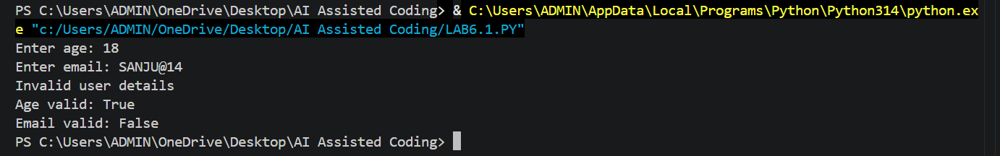 PS C:\Users\ADMIN\OneDrive\Desktop\AI Assisted Coding> & C:\Users\ADMIN\AppData\Local\Programs\Python\Python314\python.ex
e "c:/Users/ADMIN/OneDrive/Desktop/AI Assisted Coding/LAB6.1.PY"
Enter age: 18
Enter email: SANJU@14
Invalid user details
Age valid: True
Email valid: False
PS C:\Users\ADMIN\OneDrive\Desktop\AI Assisted Coding>